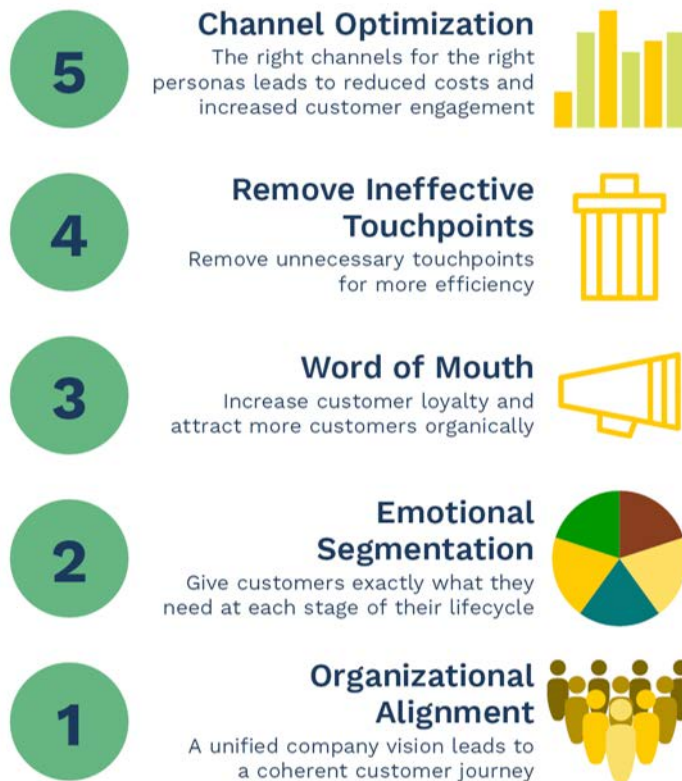 5
Channel Optimization
The right channels for the right
personas leads to reduced costs and
increased customer engagement
4
Remove Ineffective
Touchpoints
Remove unnecessary touchpoints
for more efficiency
3
Word of Mouth
Increase customer loyalty and
attract more customers organically
2
Emotional
Segmentation
Give customers exactly what they
need at each stage of their lifecycle
1
Organizational
Alignment
A unified company vision leads to
a coherent customer journey